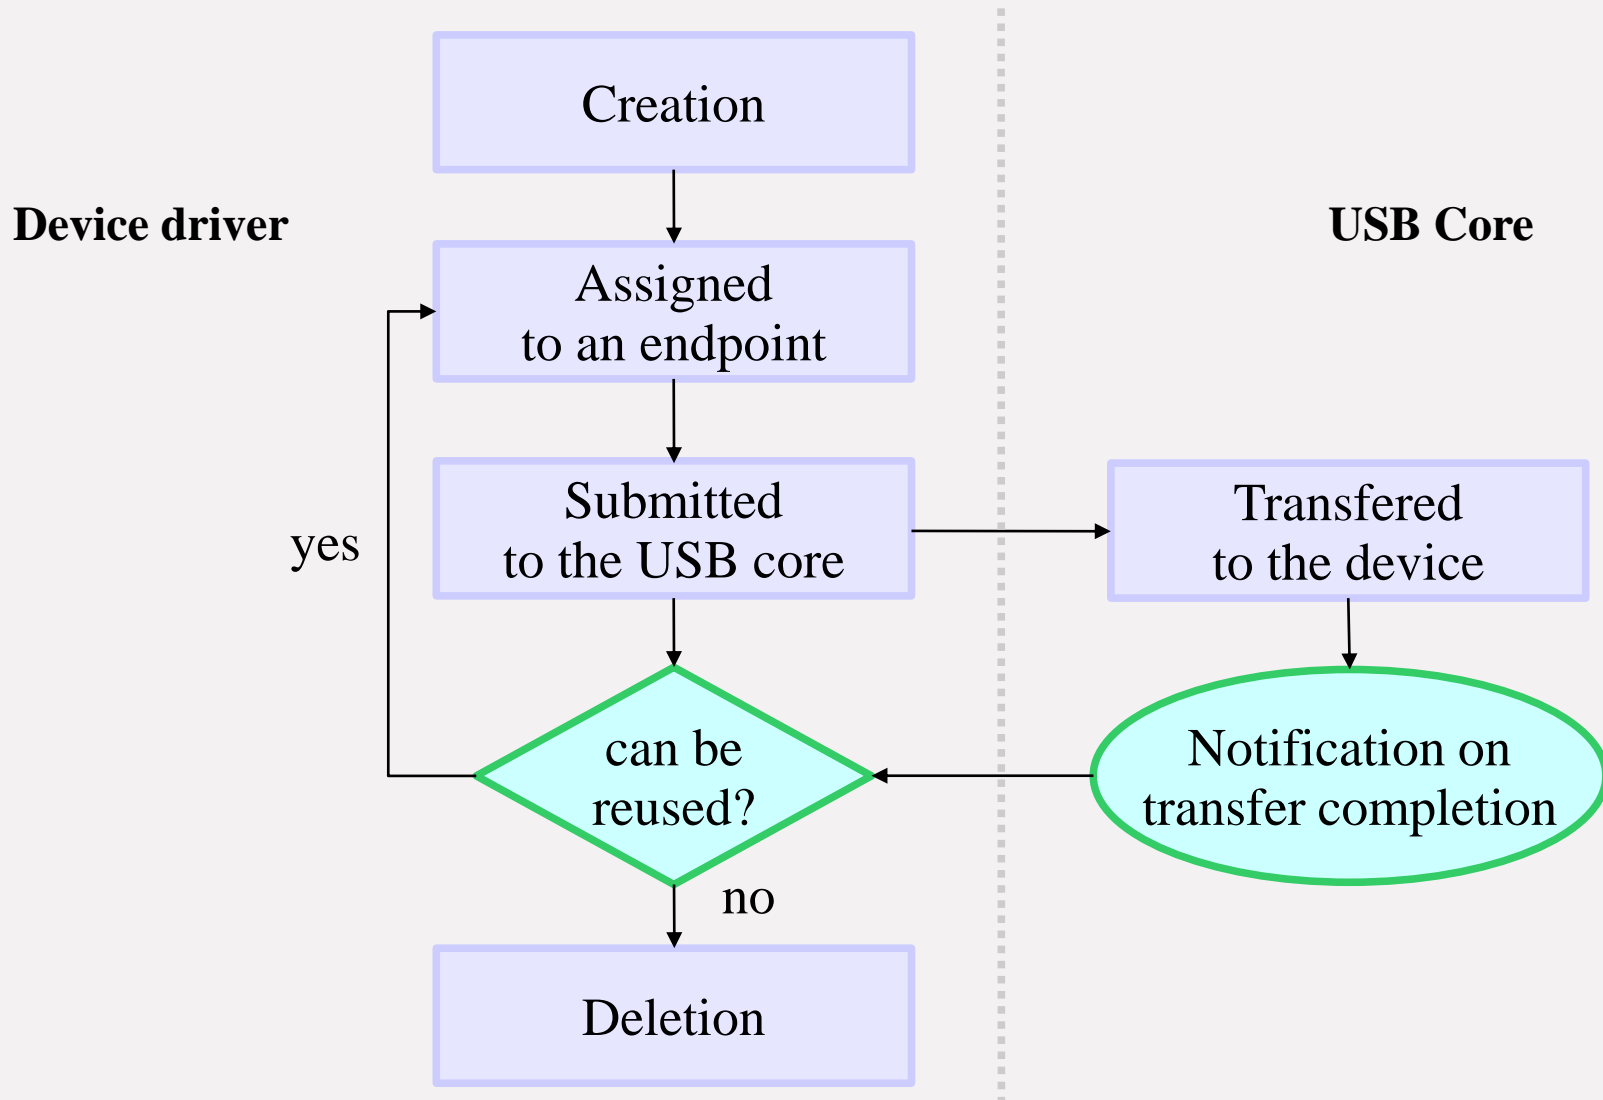 Creation
Device driver
USB Core
Assigned
to an endpoint
Submitted
to the USB core
Transfered
to the device
yes
can be
reused?
Notification on
transfer completion
no
Deletion